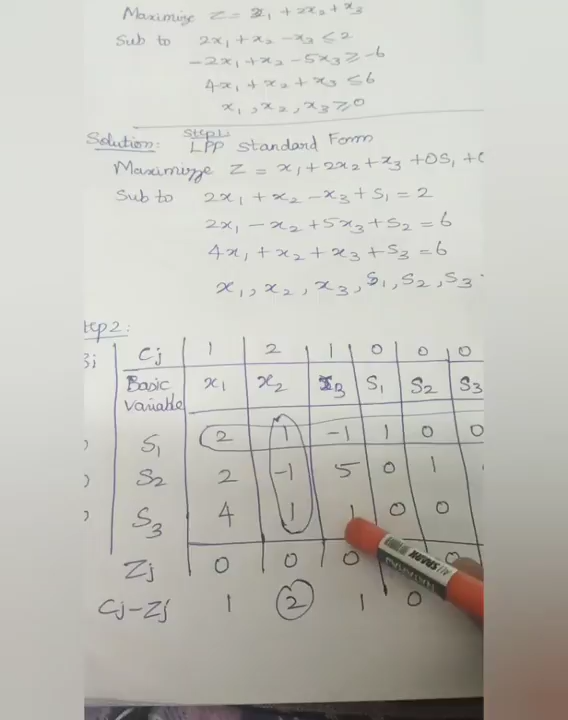 Maximize Z = x₁ + 2x₂ + x₃
Sub to 2x₁ + x₂ - x₃ ≤ 2
-2x₁ + x₂ - 5x₃ ≥ -6
4x₁ + x₂ + x₃ ≤ 6
x₁, x₂, x₃ ≥ 0
Solution: Step1: LPP Standard Form
Maximize Z = x₁ + 2x₂ + x₃ + 0S₁ +
Sub to 2x₁ + x₂ - x₃ + S₁ = 2
2x₁ - x₂ + 5x₃ + S₂ = 6
4x₁ + x₂ + x₃ + S₃ = 6
x₁, x₂, x₃, S₁, S₂, S₃
tep2:
Cj 1 2 1 0 0 0
Basic Variable x₁ x₂ x₃ S₁ S₂ S₃
S₁ 2 1 -1 1 0 0
S₂ 2 -1 5 0 1
S₃ 4 1 1 0 0
Zj 0 0 0 0
Cj-Zj 1 2 1 0